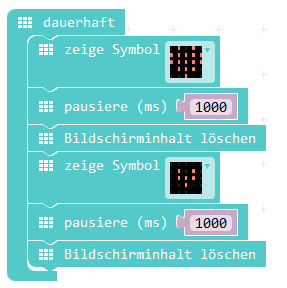 dauerhaft
zeige Symbol
pausiere (ms) 1000
Bildschirminhalt löschen
zeige Symbol
pausiere (ms) 1000
Bildschirminhalt löschen